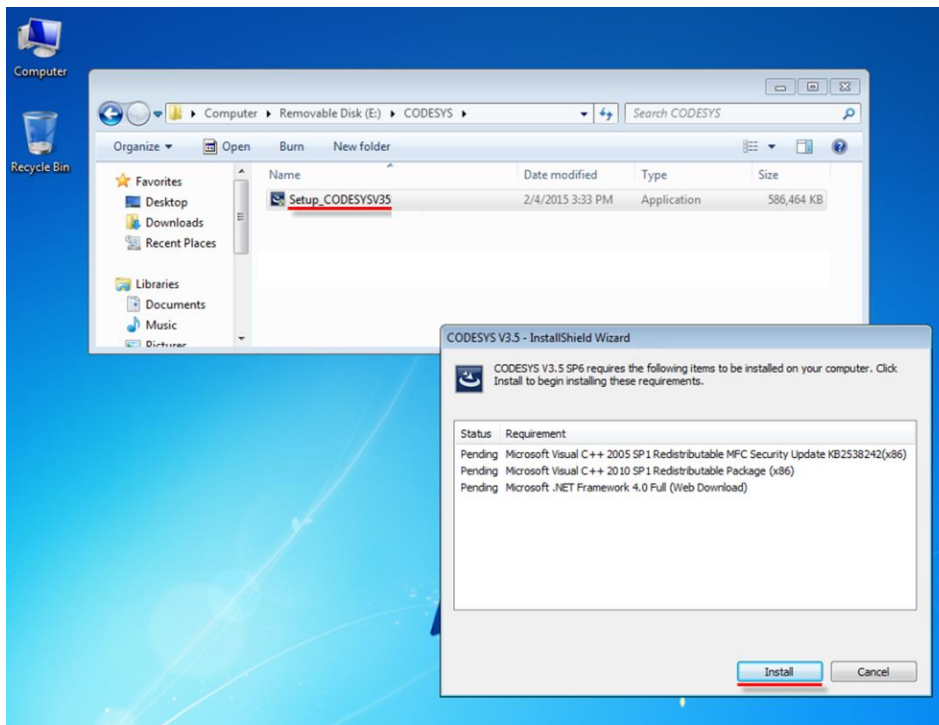 Computer
Recycle Bin
Computer ▸ Removable Disk (E:) ▸ CODESYS ▸
Search CODESYS
Organize Open Burn New folder
Favorites
Desktop
Downloads
Recent Places
Libraries
Documents
Music
Pictures
Name Date modified Type Size
Setup_CODESYSV35 2/4/2015 3:33 PM Application 586,464 KB
CODESYS V3.5 - InstallShield Wizard
CODESYS V3.5 SP6 requires the following items to be installed on your computer. Click
Install to begin installing these requirements.
Status Requirement
Pending Microsoft Visual C++ 2005 SP1 Redistributable MFC Security Update KB2538242(x86)
Pending Microsoft Visual C++ 2010 SP1 Redistributable Package (x86)
Pending Microsoft .NET Framework 4.0 Full (Web Download)
Install Cancel